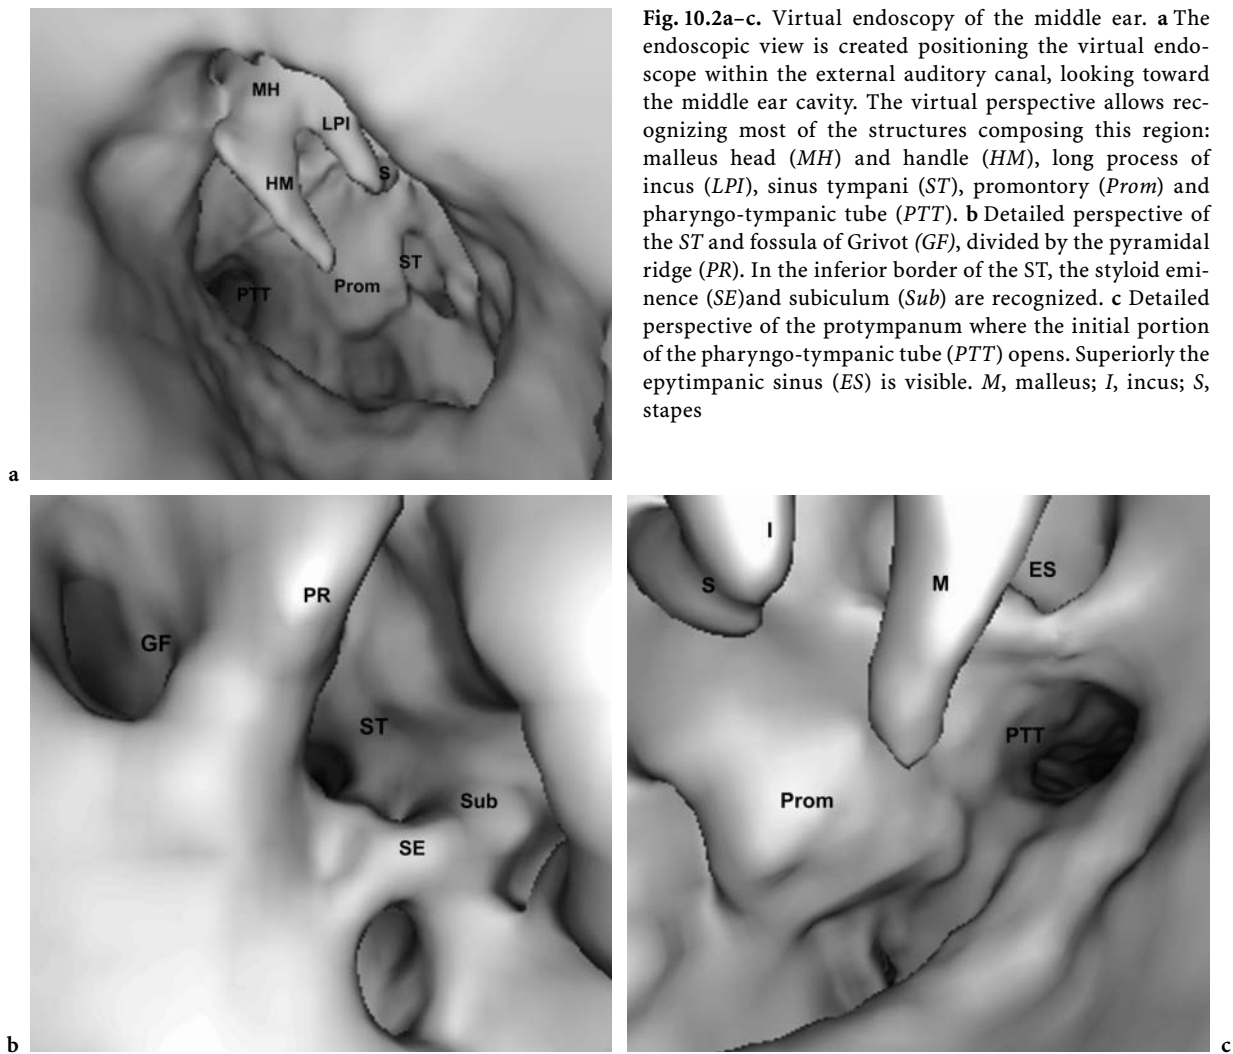 Fig. 10.2a–c. Virtual endoscopy of the middle ear. a The
endoscopic view is created positioning the virtual endo-
scope within the external auditory canal, looking toward
the middle ear cavity. The virtual perspective allows rec-
ognizing most of the structures composing this region:
malleus head (MH) and handle (HM), long process of
incus (LPI), sinus tympani (ST), promontory (Prom) and
pharyngo-tympanic tube (PTT). b Detailed perspective of
the ST and fossula of Grivot (GF), divided by the pyramidal
ridge (PR). In the inferior border of the ST, the styloid emi-
nence (SE)and subiculum (Sub) are recognized. c Detailed
perspective of the protympanum where the initial portion
of the pharyngo-tympanic tube (PTT) opens. Superiorly the
epytimpanic sinus (ES) is visible. M, malleus; I, incus; S,
stapes
MH
LPI
S
HM
ST
Prom
PTT
a
PR
GF
ST
Sub
SE
b
I
S
M
ES
PTT
Prom
c